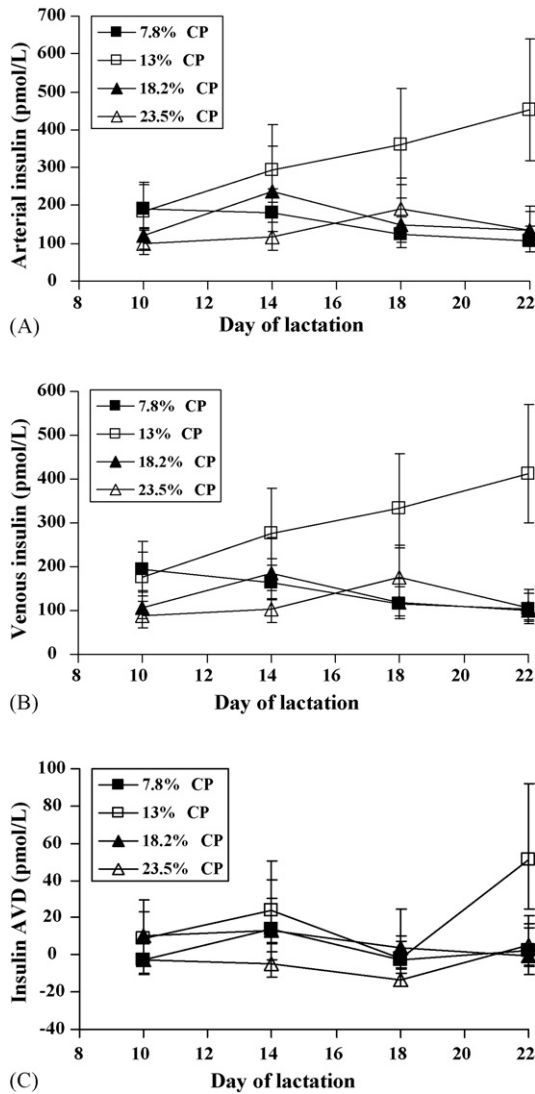 700
600
500
400
300
200
100
0
Arterial insulin (pmol/L)
7.8% CP
13% CP
18.2% CP
23.5% CP
8 10 12 14 16 18 20 22
Day of lactation
(A)
600
500
400
300
200
100
0
Venous insulin (pmol/L)
7.8% CP
13% CP
18.2% CP
23.5% CP
8 10 12 14 16 18 20 22
Day of lactation
(B)
100
80
60
40
20
0
-20
-40
Insulin AVD (pmol/L)
7.8% CP
13% CP
18.2% CP
23.5% CP
8 10 12 14 16 18 20 22
Day of lactation
(C)